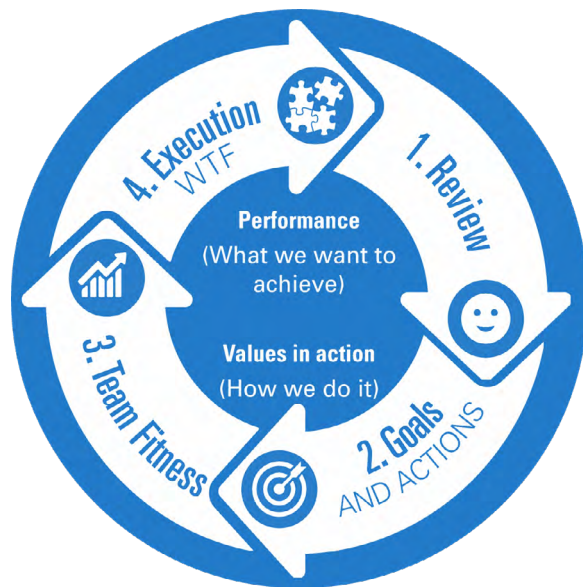 1. Review
2. Goals
AND ACTIONS
3. Team Fitness
4. Execution
WTF
Performance
(What we want to
achieve)
Values in action
(How we do it)